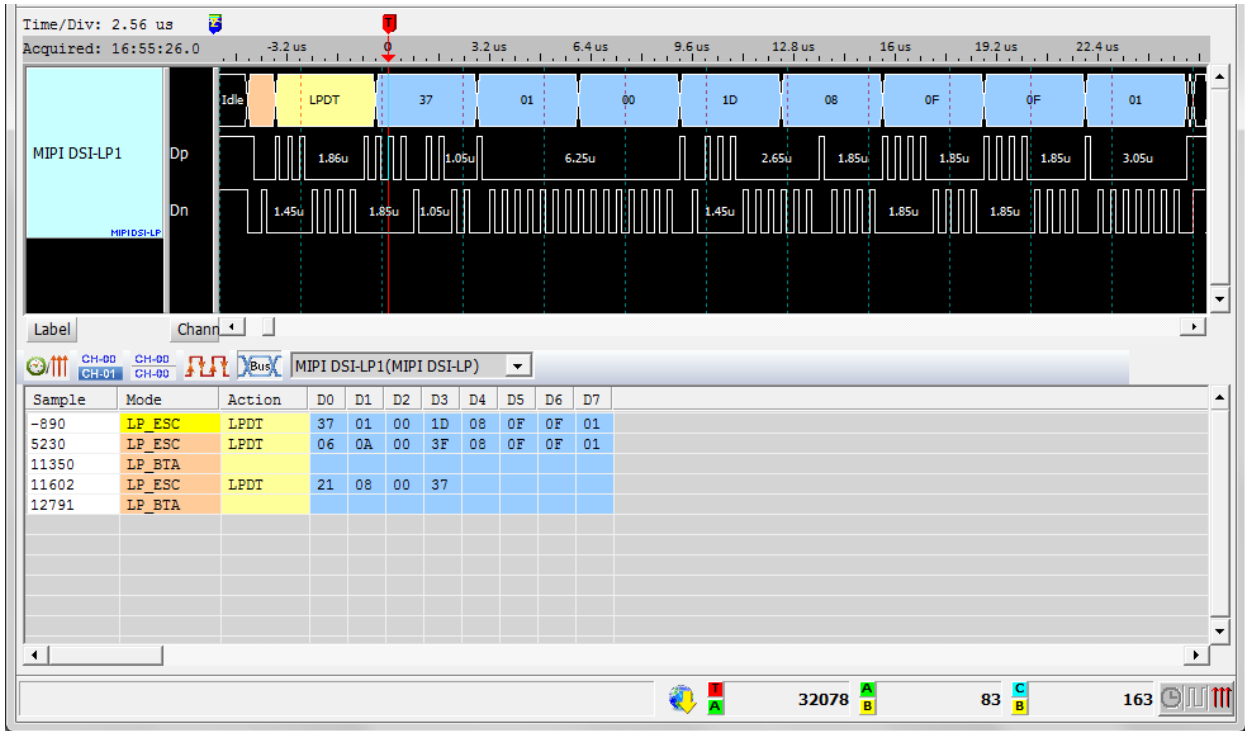 Time/Div: 2.56 us
T
Acquired: 16:55:26.0 -3.2 us 0 3.2 us 6.4 us 9.6 us 12.8 us 16 us 19.2 us 22.4 us
Idle LPDT 37 01 00 1D 08 0F 0F 01
MIPI DSI-LP1 Dp 1.86u 1.05u 6.25u 2.65u 1.85u 1.85u 1.85u 3.05u
Dn 1.45u 1.85u 1.05u 1.45u 1.85u 1.85u
MIPIDSI-LP
Label Chann
CH-00 CH-01 CH-00 CH-00 Bus MIPI DSI-LP1(MIPI DSI-LP)
Sample Mode Action D0 D1 D2 D3 D4 D5 D6 D7
-890 LP_ESC LPDT 37 01 00 1D 08 0F 0F 01
5230 LP_ESC LPDT 06 0A 00 3F 08 0F 0F 01
11350 LP_BTA
11602 LP_ESC LPDT 21 08 00 37
12791 LP_BTA
T A 32078 A B 83 C B 163